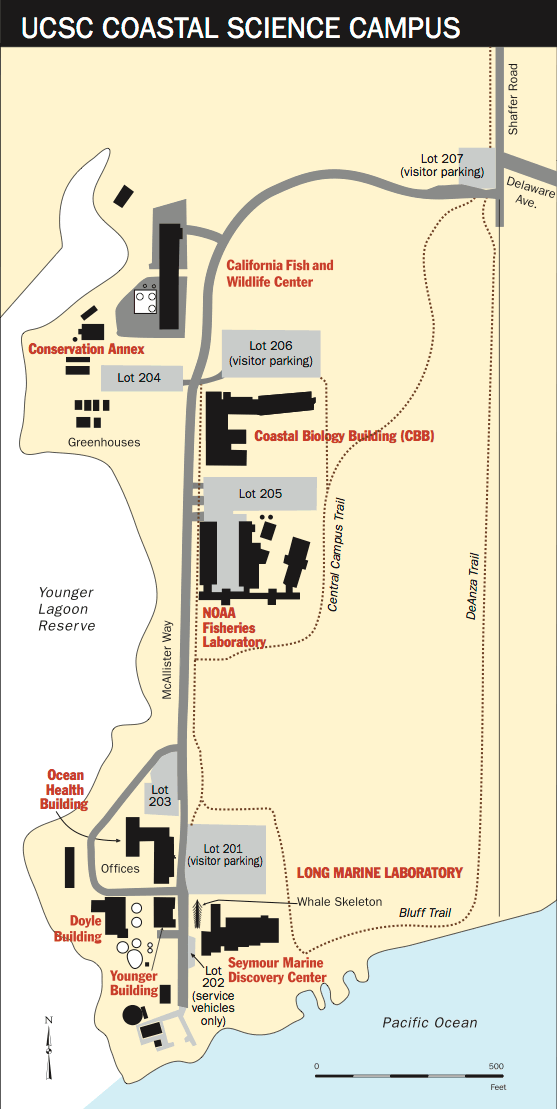 UCSC COASTAL SCIENCE CAMPUS
Shaffer Road
Lot 207
(visitor parking)
Delaware
Ave.
California Fish and
Wildlife Center
Conservation Annex
Lot 206
(visitor parking)
Lot 204
Greenhouses
Coastal Biology Building (CBB)
Lot 205
Central Campus Trail
DeAnza Trail
Younger
Lagoon
Reserve
NOAA
Fisheries
Laboratory
McAllister Way
Ocean
Health
Building
Lot
203
Offices
Lot 201
(visitor parking)
LONG MARINE LABORATORY
Whale Skeleton
Bluff Trail
Doyle
Building
Seymour Marine
Discovery Center
Younger
Building
Lot
202
(service
vehicles
only)
N
Pacific Ocean
0
500
Feet